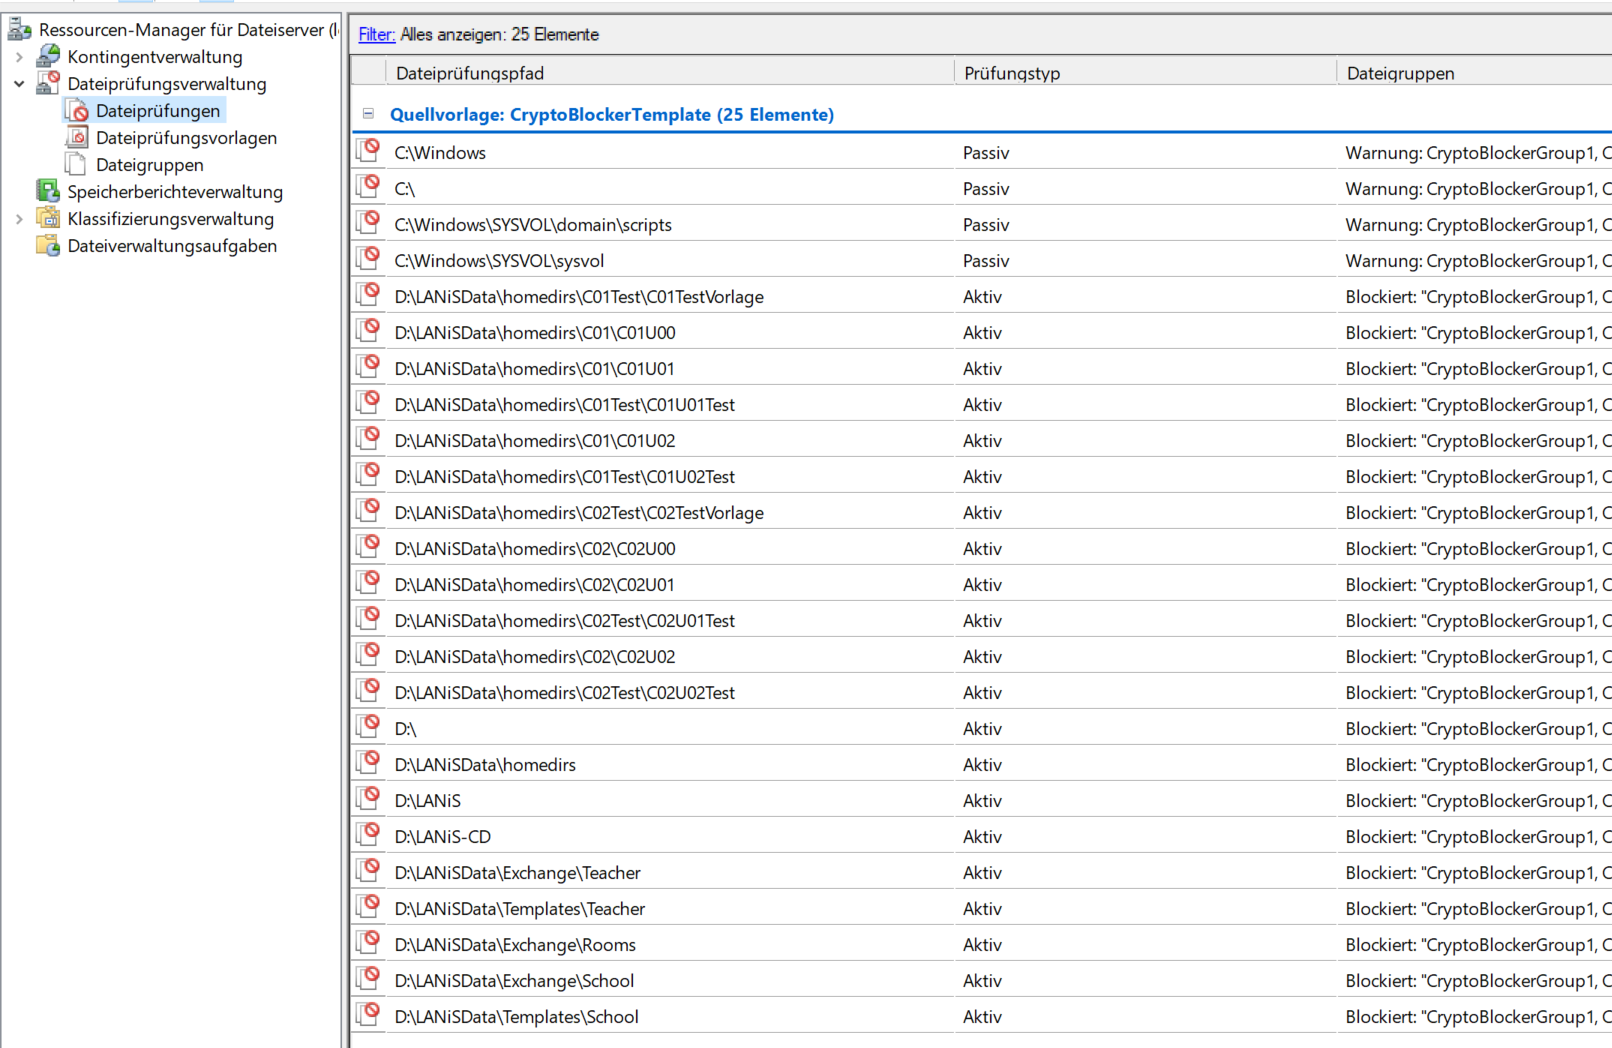 Ressourcen-Manager für Dateiserver (l
Kontingentverwaltung
Dateiprüfungsverwaltung
Dateiprüfungen
Dateiprüfungsvorlagen
Dateigruppen
Speicherberichteverwaltung
Klassifizierungsverwaltung
Dateiverwaltungsaufgaben
Filter: Alles anzeigen: 25 Elemente
Dateiprüfungspfad Prüfungstyp Dateigruppen
Quellvorlage: CryptoBlockerTemplate (25 Elemente)
C:\Windows Passiv Warnung: CryptoBlockerGroup1, C
C:\ Passiv Warnung: CryptoBlockerGroup1, C
C:\Windows\SYSVOL\domain\scripts Passiv Warnung: CryptoBlockerGroup1, C
C:\Windows\SYSVOL\sysvol Passiv Warnung: CryptoBlockerGroup1, C
D:\LANiSData\homedirs\C01Test\C01TestVorlage Aktiv Blockiert: "CryptoBlockerGroup1, C
D:\LANiSData\homedirs\C01\C01U00 Aktiv Blockiert: "CryptoBlockerGroup1, C
D:\LANiSData\homedirs\C01\C01U01 Aktiv Blockiert: "CryptoBlockerGroup1, C
D:\LANiSData\homedirs\C01Test\C01U01Test Aktiv Blockiert: "CryptoBlockerGroup1, C
D:\LANiSData\homedirs\C01\C01U02 Aktiv Blockiert: "CryptoBlockerGroup1, C
D:\LANiSData\homedirs\C01Test\C01U02Test Aktiv Blockiert: "CryptoBlockerGroup1, C
D:\LANiSData\homedirs\C02Test\C02TestVorlage Aktiv Blockiert: "CryptoBlockerGroup1, C
D:\LANiSData\homedirs\C02\C02U00 Aktiv Blockiert: "CryptoBlockerGroup1, C
D:\LANiSData\homedirs\C02\C02U01 Aktiv Blockiert: "CryptoBlockerGroup1, C
D:\LANiSData\homedirs\C02Test\C02U01Test Aktiv Blockiert: "CryptoBlockerGroup1, C
D:\LANiSData\homedirs\C02\C02U02 Aktiv Blockiert: "CryptoBlockerGroup1, C
D:\LANiSData\homedirs\C02Test\C02U02Test Aktiv Blockiert: "CryptoBlockerGroup1, C
D:\ Aktiv Blockiert: "CryptoBlockerGroup1, C
D:\LANiSData\homedirs Aktiv Blockiert: "CryptoBlockerGroup1, C
D:\LANiS Aktiv Blockiert: "CryptoBlockerGroup1, C
D:\LANiS-CD Aktiv Blockiert: "CryptoBlockerGroup1, C
D:\LANiSData\Exchange\Teacher Aktiv Blockiert: "CryptoBlockerGroup1, C
D:\LANiSData\Templates\Teacher Aktiv Blockiert: "CryptoBlockerGroup1, C
D:\LANiSData\Exchange\Rooms Aktiv Blockiert: "CryptoBlockerGroup1, C
D:\LANiSData\Exchange\School Aktiv Blockiert: "CryptoBlockerGroup1, C
D:\LANiSData\Templates\School Aktiv Blockiert: "CryptoBlockerGroup1, C